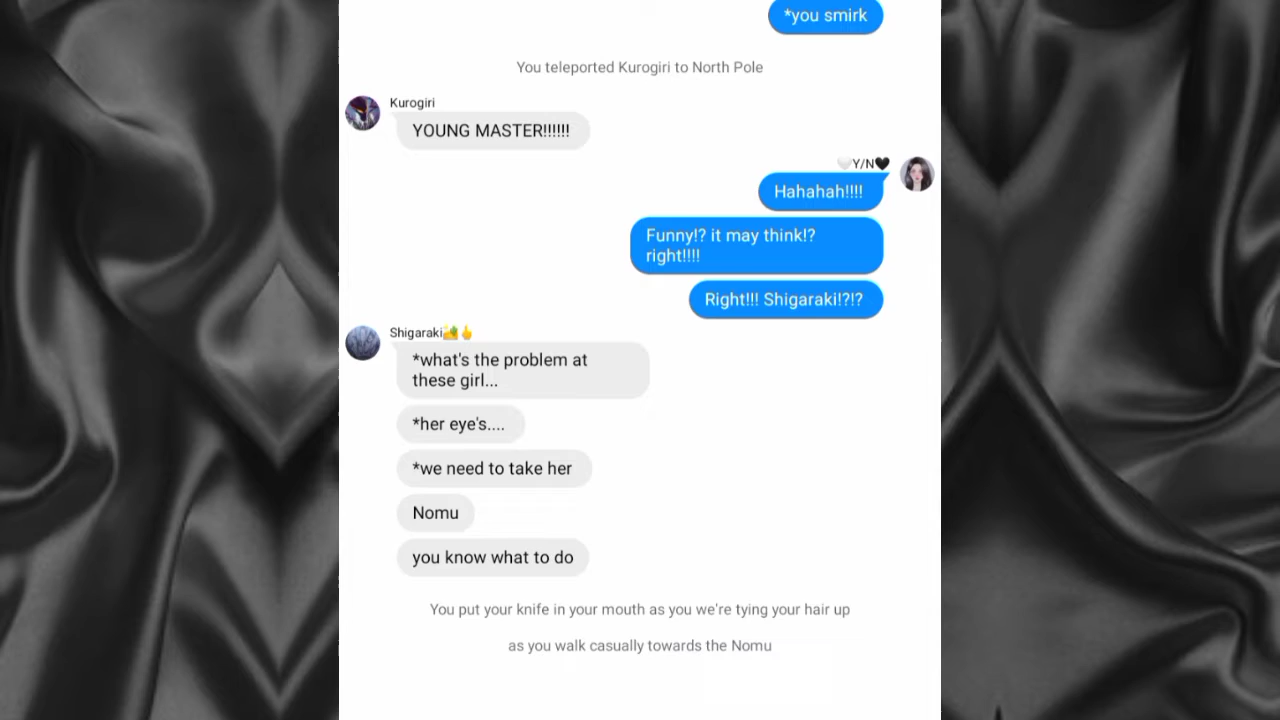 *you smirk
You teleported Kurogiri to North Pole
Kurogiri
YOUNG MASTER!!!!!!
🤍Y/N🖤
Hahahah!!!!
Funny!? it may think!?
right!!!!
Right!!! Shigaraki!?!?
Shigaraki🏜️🖕
*what's the problem at
these girl...
*her eye's....
*we need to take her
Nomu
you know what to do
You put your knife in your mouth as you we're tying your hair up
as you walk casually towards the Nomu